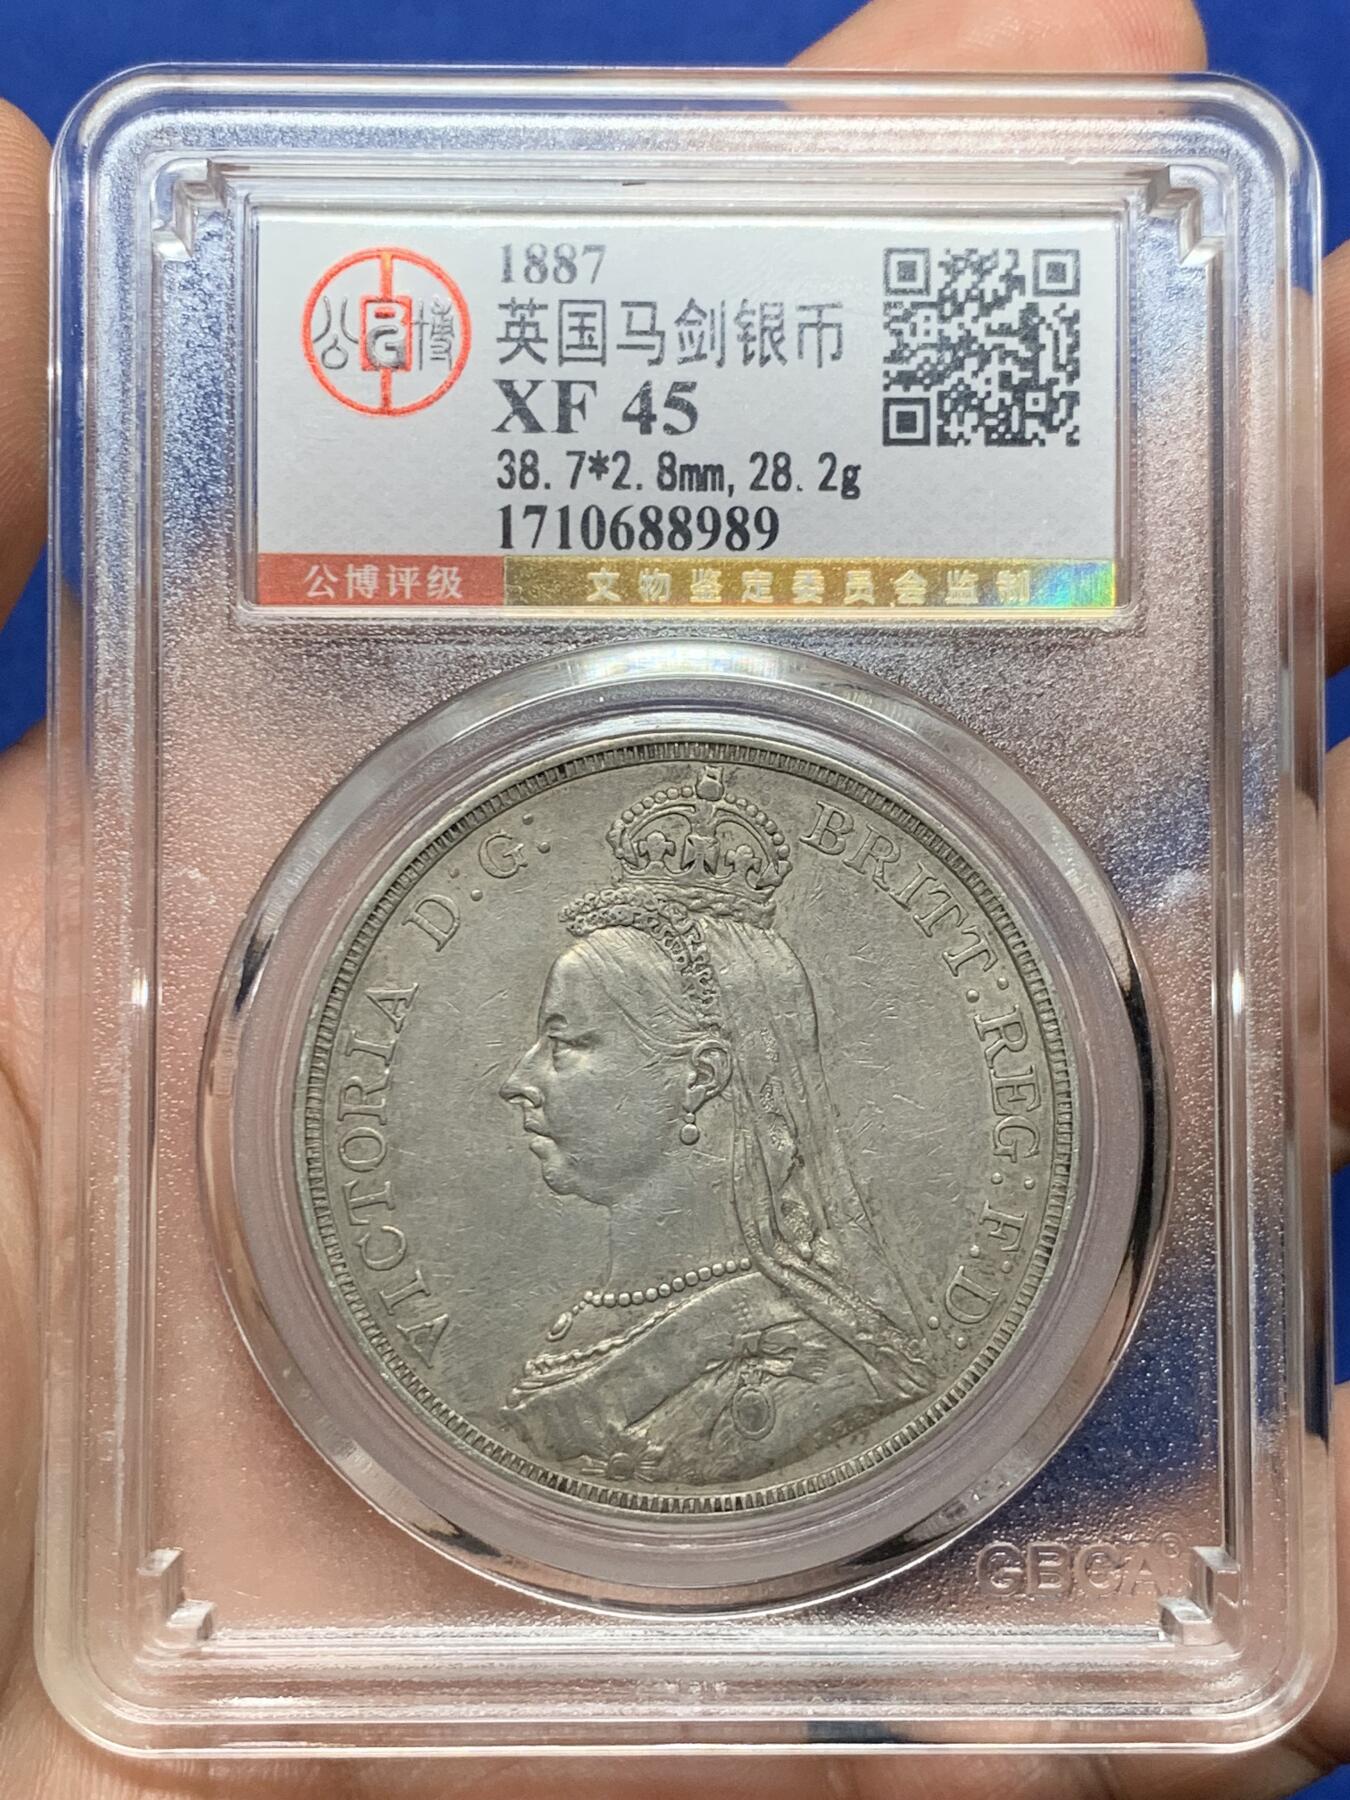 公博
1887
英国马剑银币
XF 45
38.7*2.8mm,28.2g
1710688989
公博评级
文物鉴定委员会监制
VICTORIA D·G: BRITT·REG·F·D·
GBCA